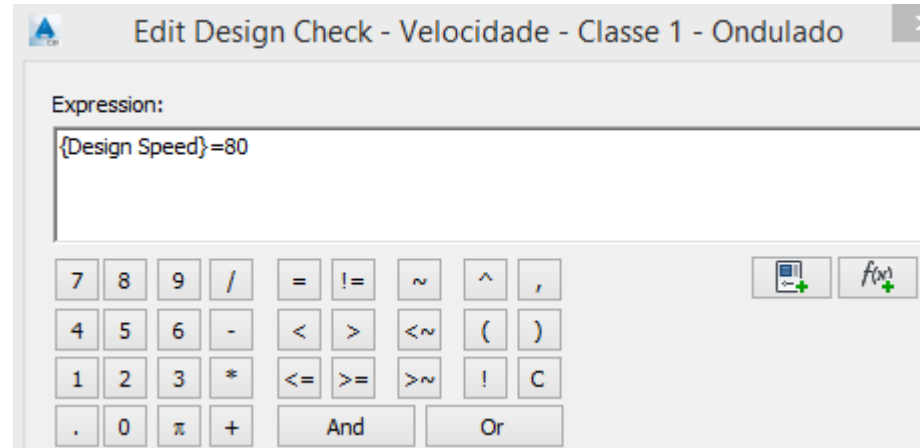 Edit Design Check - Velocidade - Classe 1 - Ondulado
Expression:
{Design Speed}=80
7 8 9 / = != ~ ^ ,
4 5 6 - < > <~ ( )
1 2 3 * <= >= >~ ! C
. 0 π + And Or
f(x)